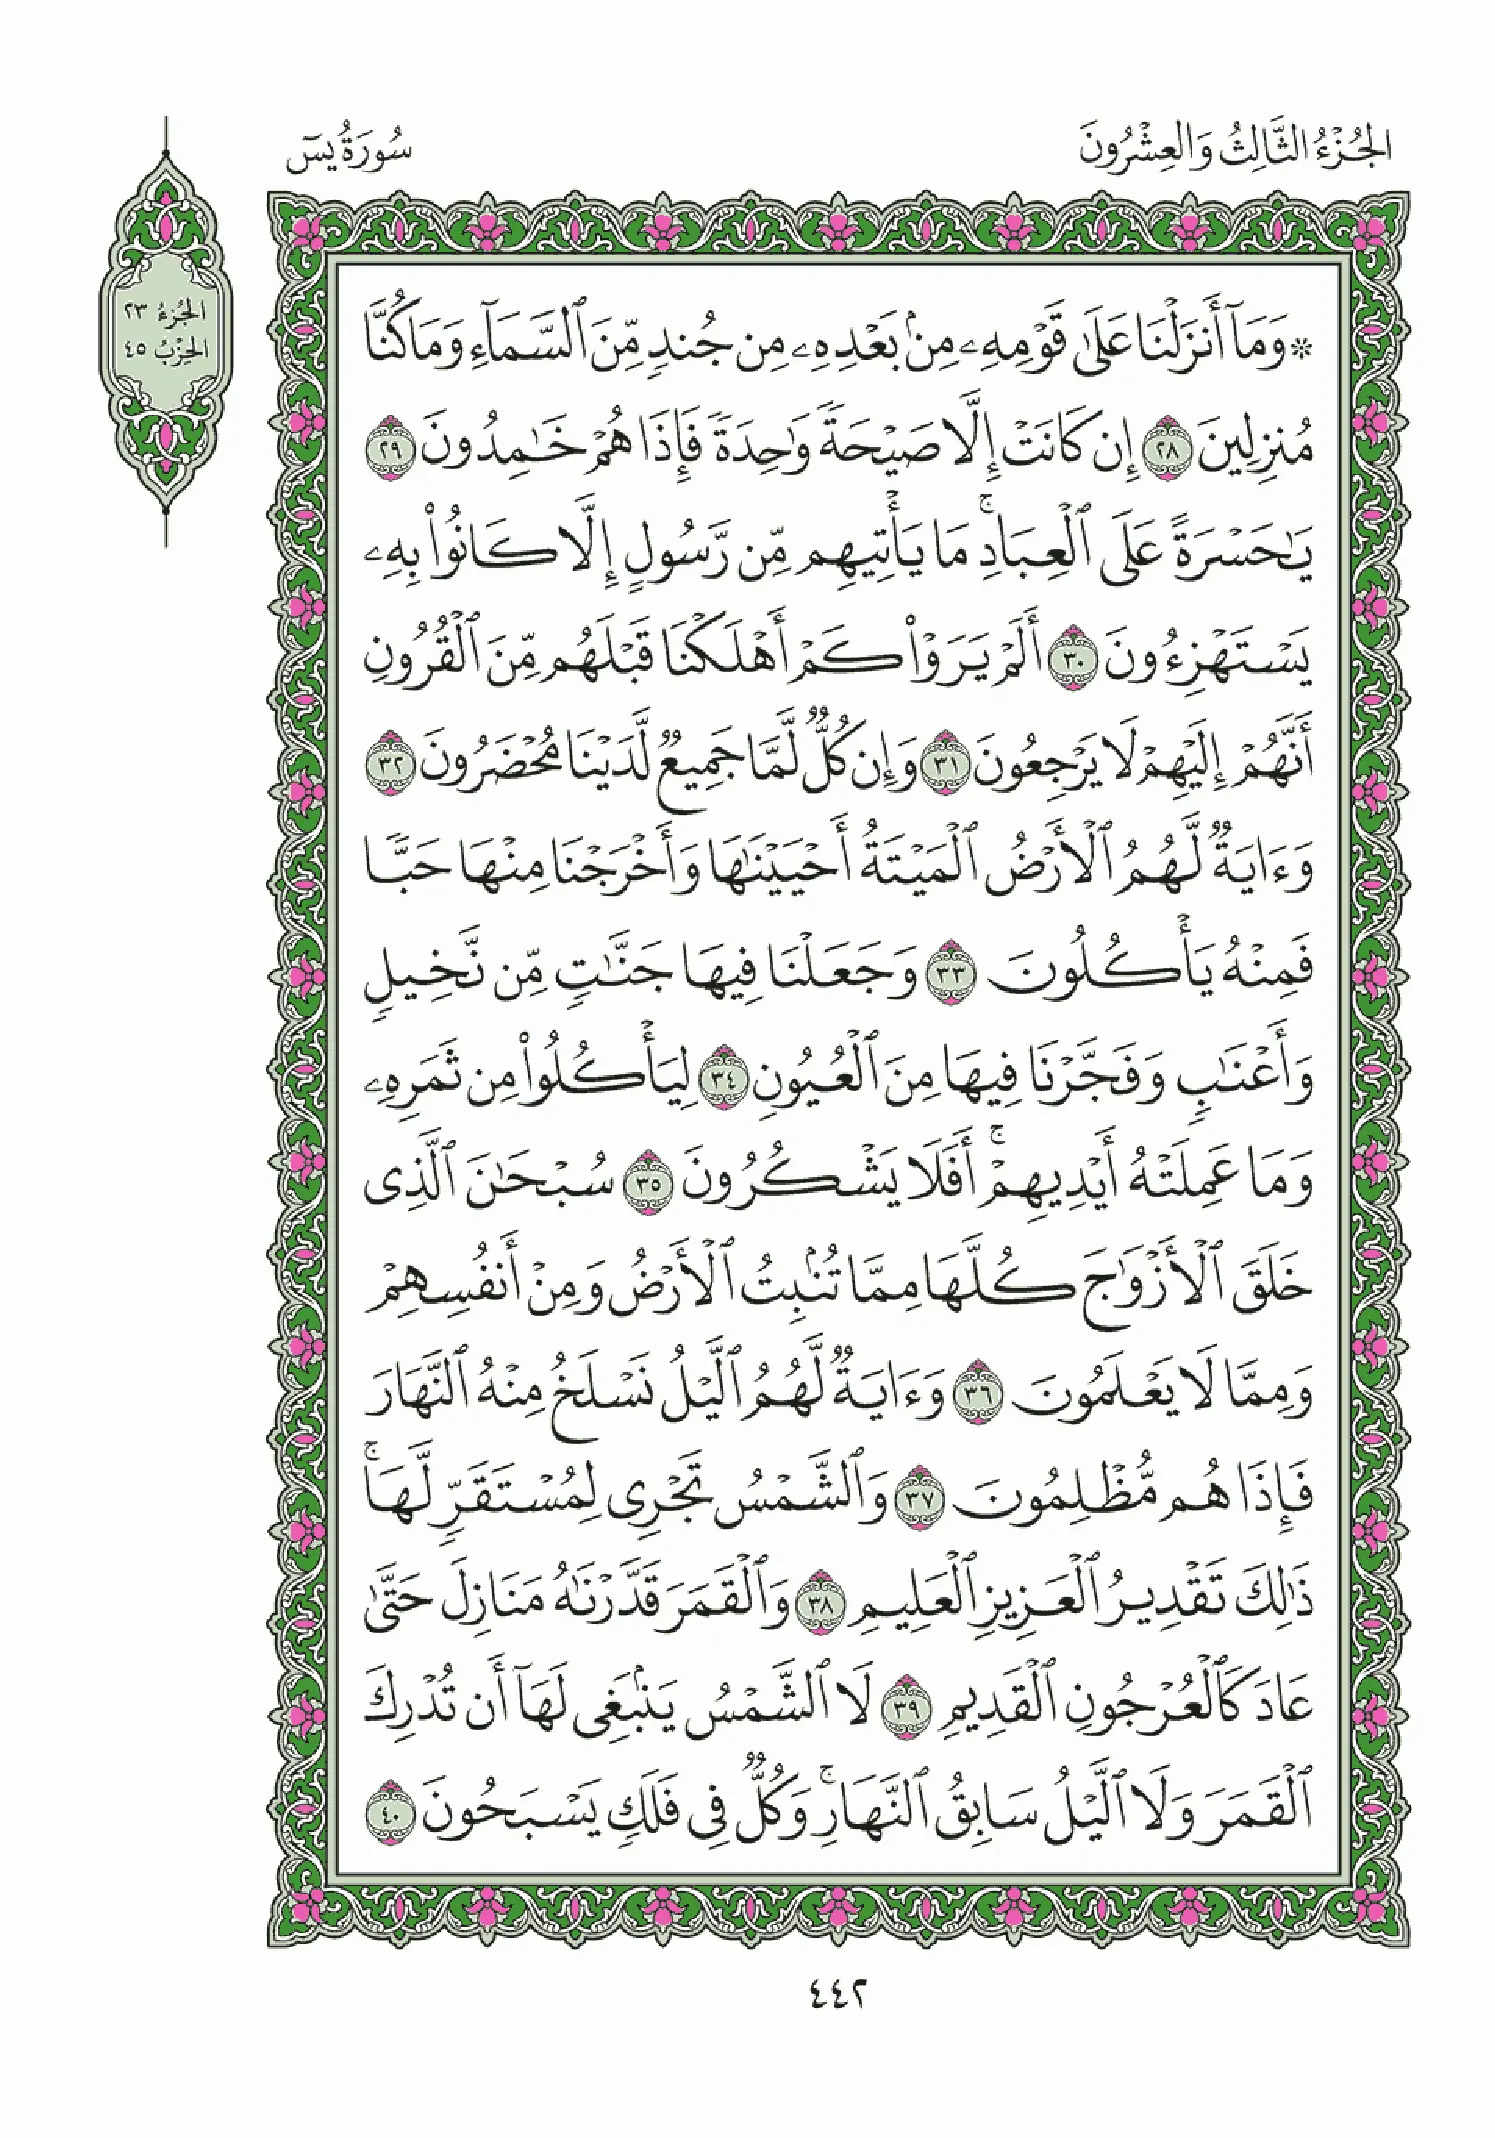 الجُزْءُ الثَّالِثُ وَالعِشْرُونَ
سُورَةُ يسٓ
الجُزءُ ٢٣
الحِزْبُ ٤٥
۞ وَمَآ أَنزَلْنَا عَلَىٰ قَوْمِهِۦ مِنۢ بَعْدِهِۦ مِن جُندٍ مِّنَ ٱلسَّمَآءِ وَمَا كُنَّا
مُنزِلِينَ ٢٨ إِن كَانَتْ إِلَّا صَيْحَةً وَٰحِدَةً فَإِذَا هُمْ خَٰمِدُونَ ٢٩
يَٰحَسْرَةً عَلَى ٱلْعِبَادِۚ مَا يَأْتِيهِم مِّن رَّسُولٍ إِلَّا كَانُوا۟ بِهِۦ
يَسْتَهْزِءُونَ ٣٠ أَلَمْ يَرَوْا۟ كَمْ أَهْلَكْنَا قَبْلَهُم مِّنَ ٱلْقُرُونِ
أَنَّهُمْ إِلَيْهِمْ لَا يَرْجِعُونَ ٣١ وَإِن كُلٌّ لَّمَّا جَمِيعٌ لَّدَيْنَا مُحْضَرُونَ ٣٢
وَءَايَةٌ لَّهُمُ ٱلْأَرْضُ ٱلْمَيْتَةُ أَحْيَيْنَٰهَا وَأَخْرَجْنَا مِنْهَا حَبًّا
فَمِنْهُ يَأْكُلُونَ ٣٣ وَجَعَلْنَا فِيهَا جَنَّٰتٍ مِّن نَّخِيلٍ
وَأَعْنَٰبٍ وَفَجَّرْنَا فِيهَا مِنَ ٱلْعُيُونِ ٣٤ لِيَأْكُلُوا۟ مِن ثَمَرِهِۦ
وَمَا عَمِلَتْهُ أَيْدِيهِمْۚ أَفَلَا يَشْكُرُونَ ٣٥ سُبْحَٰنَ ٱلَّذِى
خَلَقَ ٱلْأَزْوَٰجَ كُلَّهَا مِمَّا تُنۢبِتُ ٱلْأَرْضُ وَمِنْ أَنفُسِهِمْ
وَمِمَّا لَا يَعْلَمُونَ ٣٦ وَءَايَةٌ لَّهُمُ ٱلَّيْلُ نَسْلَخُ مِنْهُ ٱلنَّهَارَ
فَإِذَا هُم مُّظْلِمُونَ ٣٧ وَٱلشَّمْسُ تَجْرِى لِمُسْتَقَرٍّ لَّهَاۚ
ذَٰلِكَ تَقْدِيرُ ٱلْعَزِيزِ ٱلْعَلِيمِ ٣٨ وَٱلْقَمَرَ قَدَّرْنَٰهُ مَنَازِلَ حَتَّىٰ
عَادَ كَٱلْعُرْجُونِ ٱلْقَدِيمِ ٣٩ لَا ٱلشَّمْسُ يَنۢبَغِى لَهَآ أَن تُدْرِكَ
ٱلْقَمَرَ وَلَا ٱلَّيْلُ سَابِقُ ٱلنَّهَارِۚ وَكُلٌّ فِى فَلَكٍ يَسْبَحُونَ ٤٠
٤٤٢